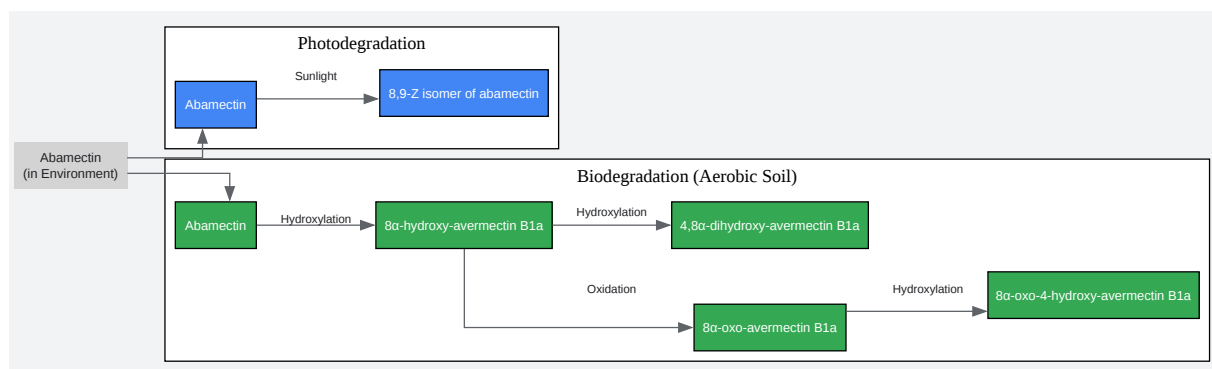 Photodegradation
Sunlight
Abamectin
8,9-Z isomer of abamectin
Abamectin
(in Environment)
Biodegradation (Aerobic Soil)
Abamectin
Hydroxylation
8α-hydroxy-avermectin B1a
Hydroxylation
4,8α-dihydroxy-avermectin B1a
Oxidation
8α-oxo-avermectin B1a
Hydroxylation
8α-oxo-4-hydroxy-avermectin B1a